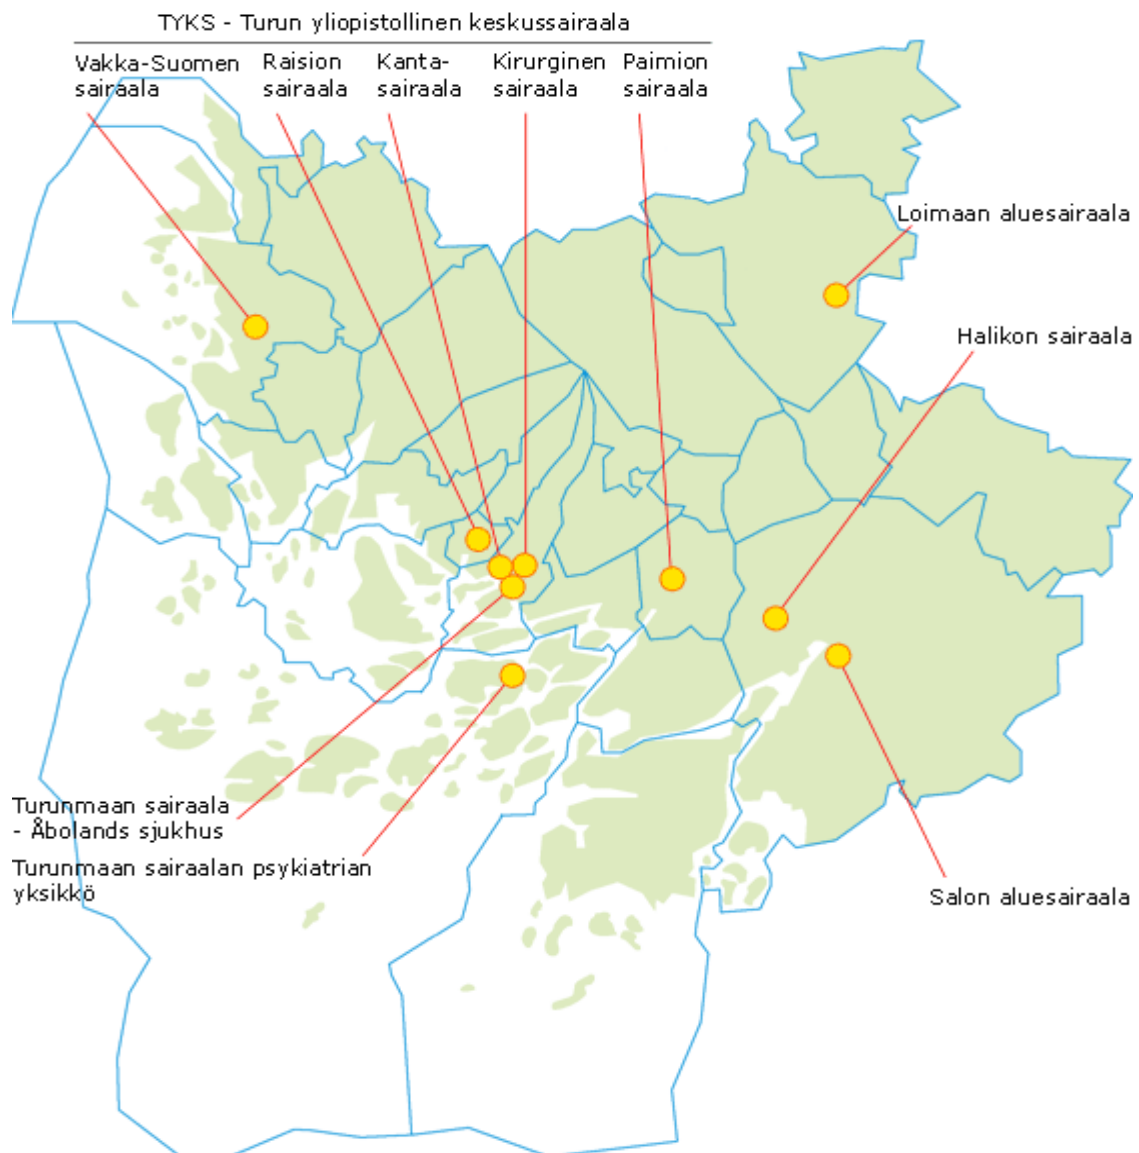 TYKS - Turun yliopistollinen keskussairaala
Vakka-Suomen
sairaala
Raision
sairaala
Kanta-
sairaala
Kirurginen
sairaala
Paimion
sairaala
Loimaan aluesairaala
Halikon sairaala
Turunmaan sairaala
- Åbolands sjukhus
Turunmaan sairaalan psykiatrian
yksikkö
Salon aluesairaala